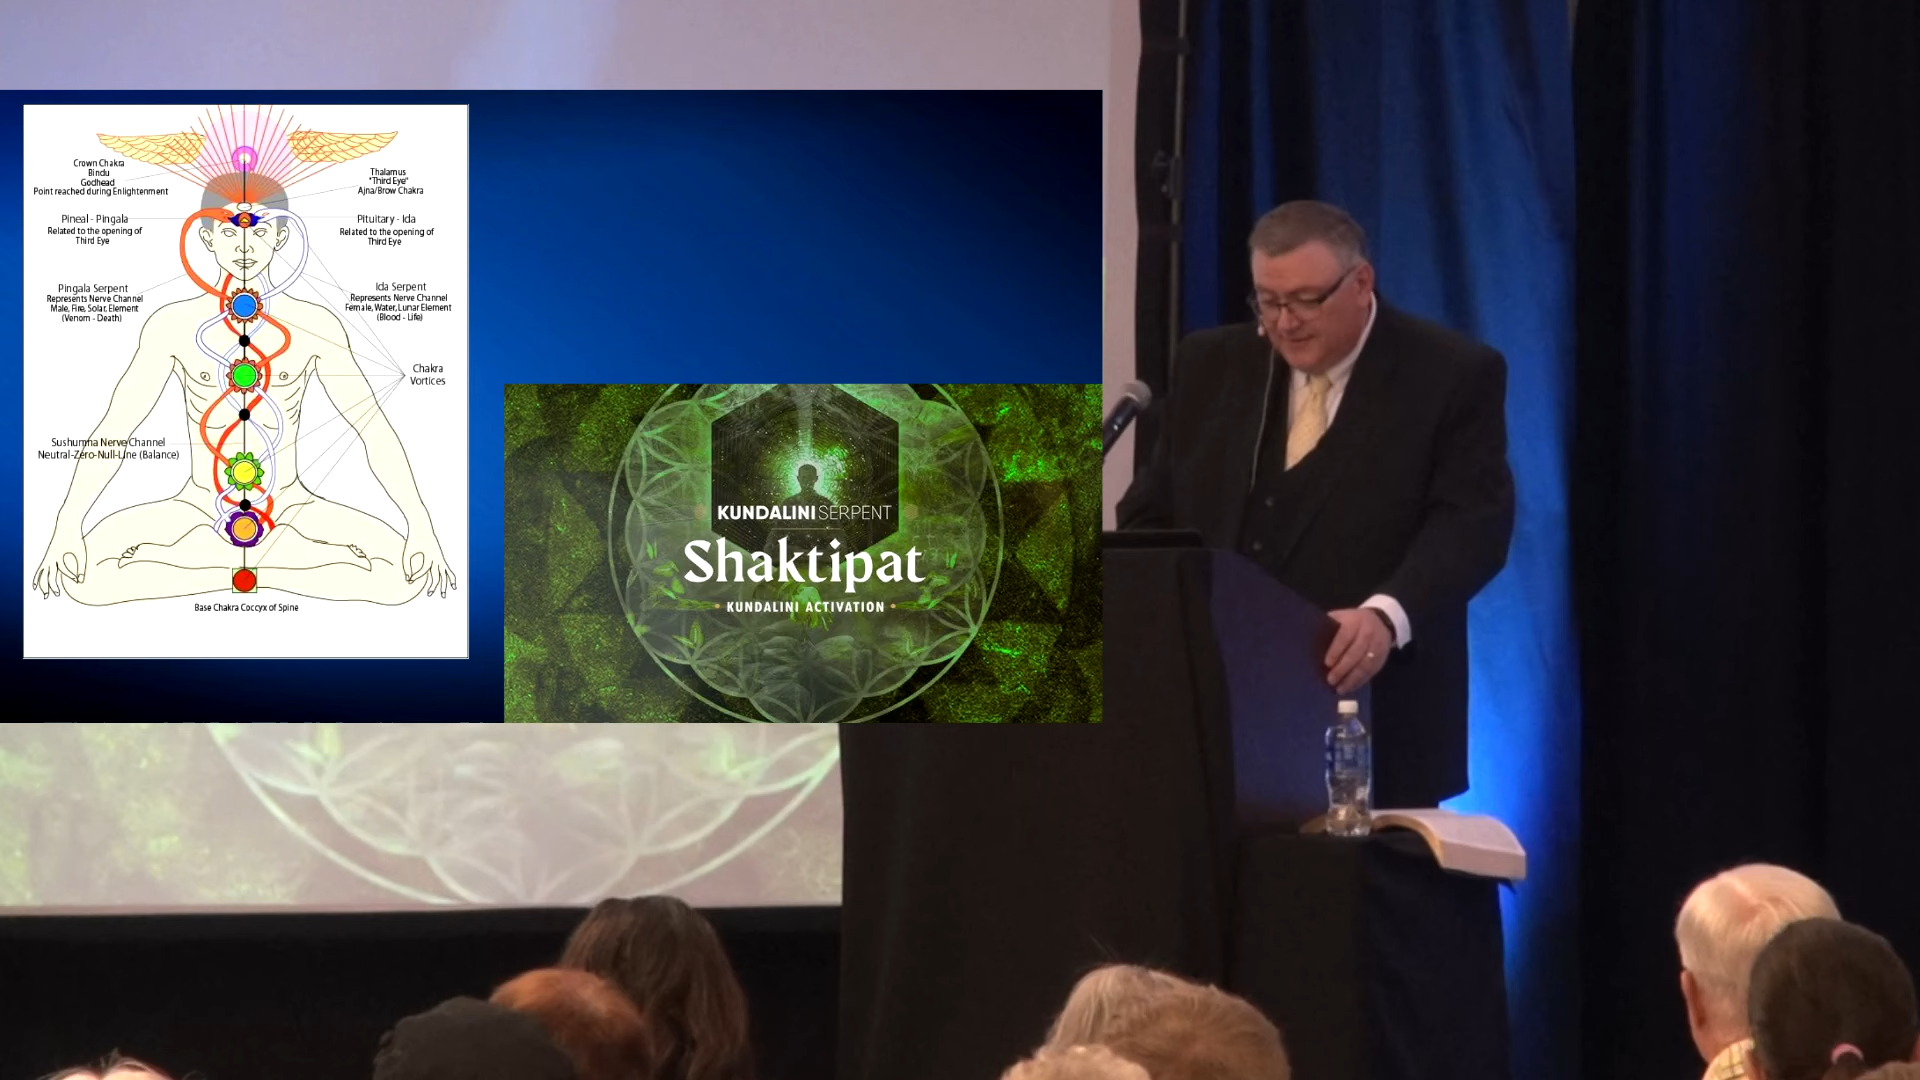 Crown Chakra
Bindu
Godhead
Point reached during Enlightenment
Thalamus
"Third Eye"
Ajna/Brow Chakra
Pineal - Pingala
Related to the opening of
Third Eye
Pituitary - Ida
Related to the opening of
Third Eye
Pingala Serpent
Represents Nerve Channel
Male, Fire, Solar, Element
(Venom - Death)
Ida Serpent
Represents Nerve Channel
Female, Water, Lunar Element
(Blood - Life)
Chakra
Vortices
Sushumna Nerve Channel
Neutral-Zero-Null-Line (Balance)
Base Chakra Coccyx of Spine
KUNDALINI SERPENT
Shaktipat
• KUNDALINI ACTIVATION •